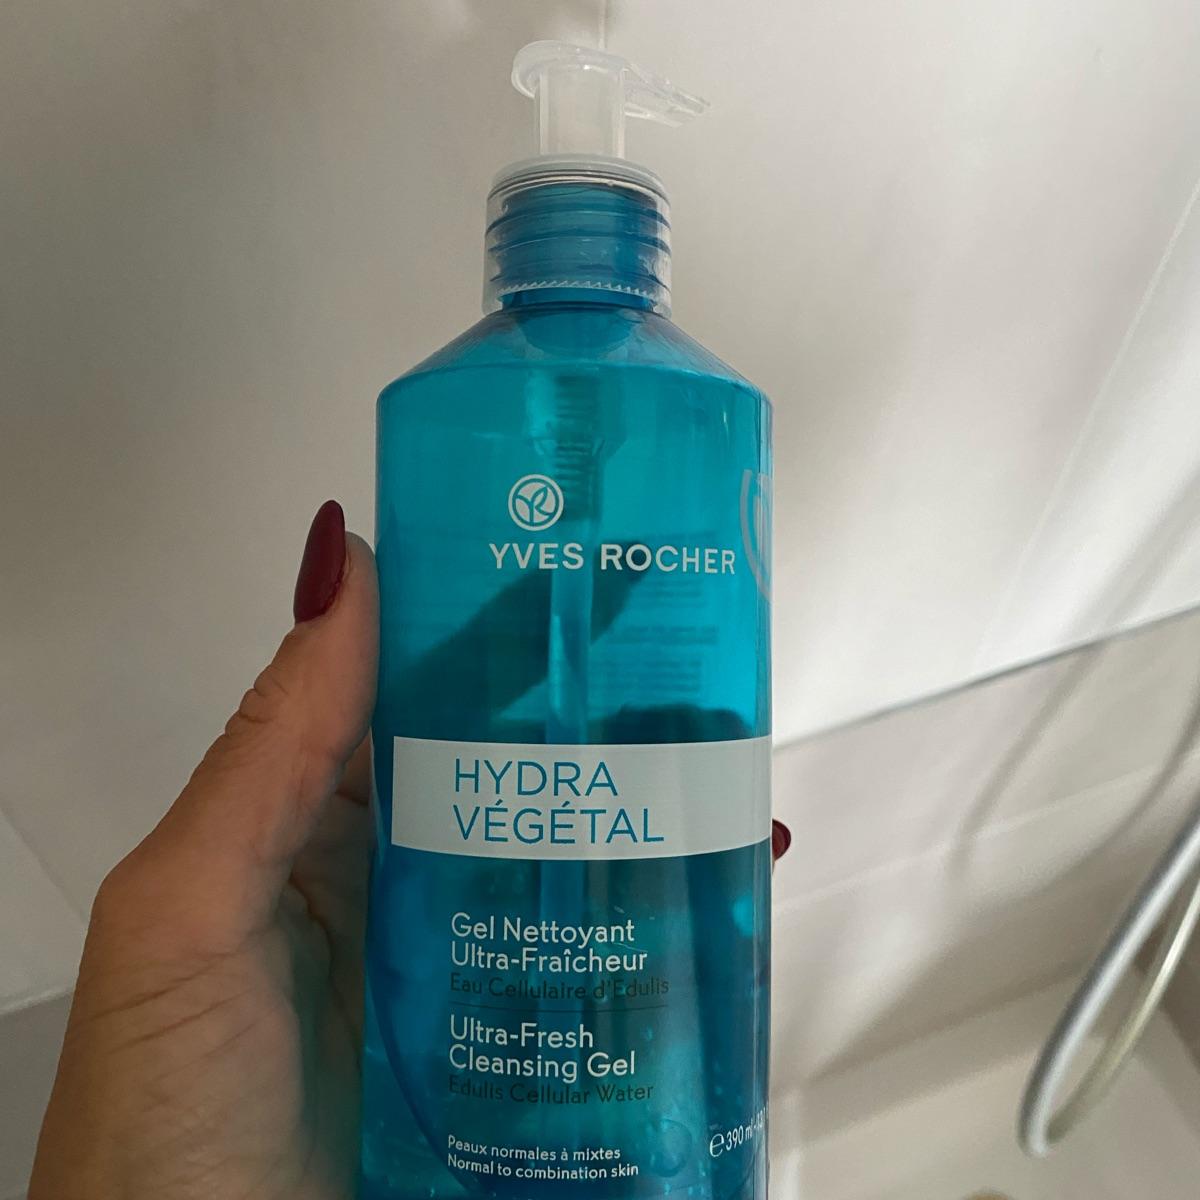 YVES ROCHER
HYDRA
VÉGÉTAL
Gel Nettoyant
Ultra-Fraîcheur
Eau Cellulaire d'Edulis
Ultra-Fresh
Cleansing Gel
Edulis Cellular Water
Peaux normales à mixtes
Normal to combination skin
e 390 ml